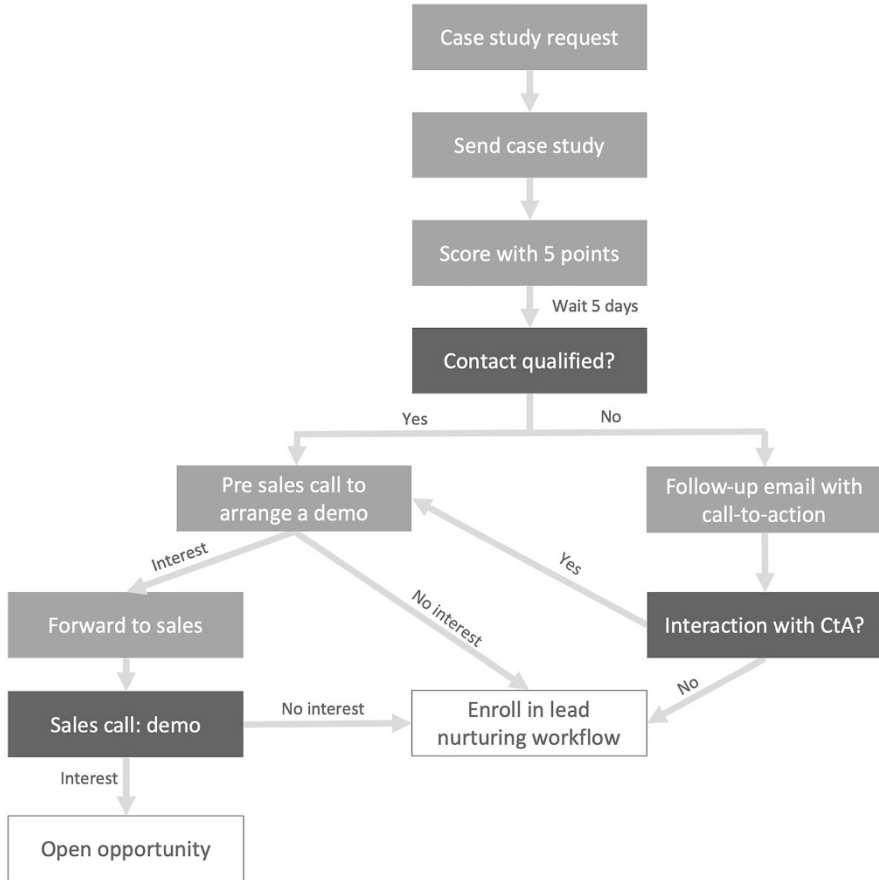 Case study request
Send case study
Score with 5 points
Wait 5 days
Contact qualified?
Yes
No
Pre sales call to
arrange a demo
Follow-up email with
call-to-action
Interest
Yes
No interest
Forward to sales
Interaction with CtA?
No
Sales call: demo
No interest
Enroll in lead
nurturing workflow
Interest
Open opportunity